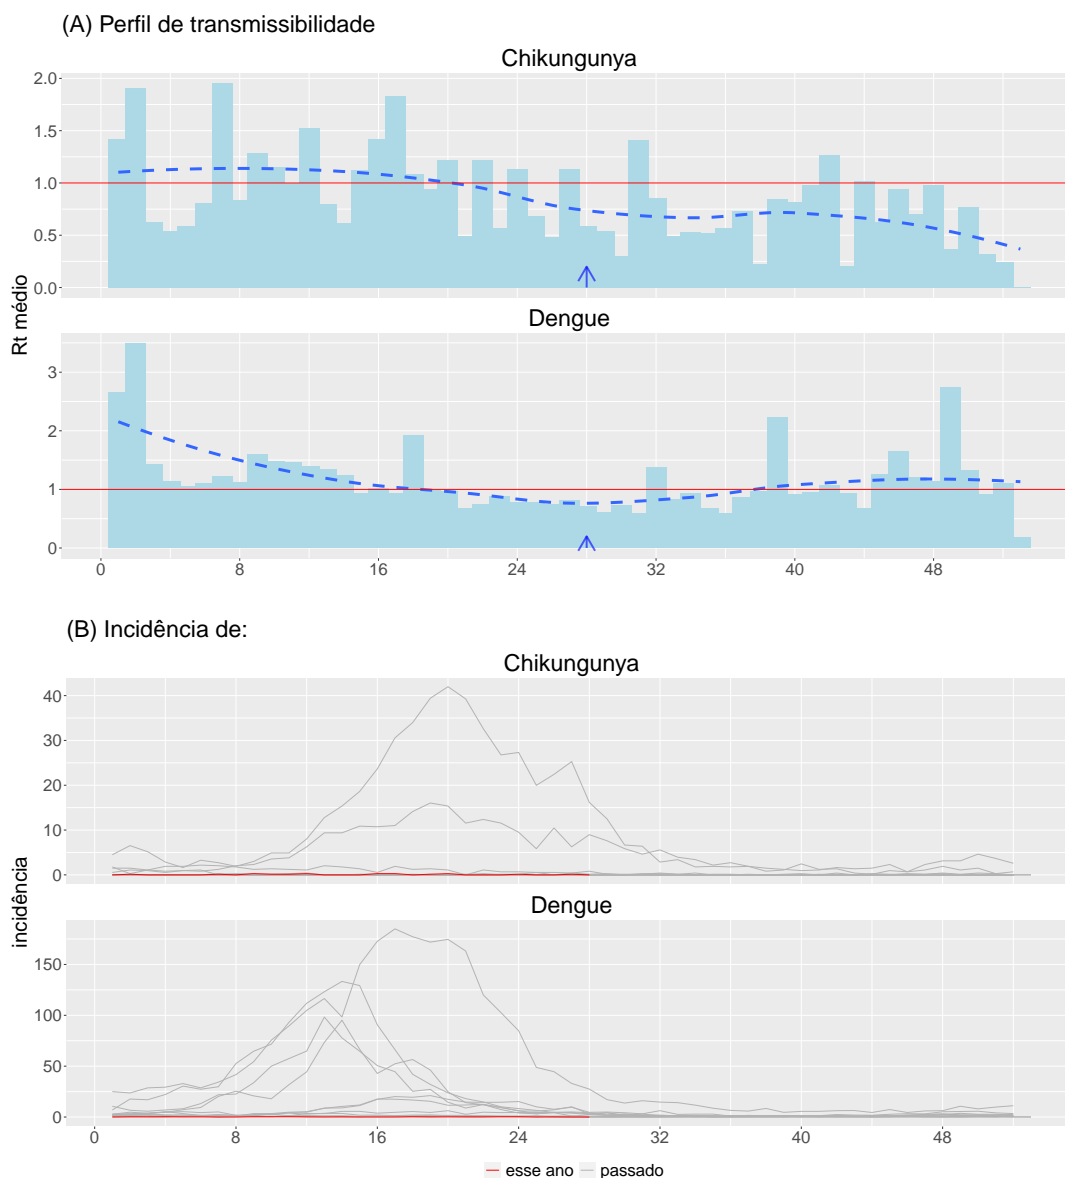 (A) Perfil de transmissibilidade
Chikungunya
2.0
1.5
1.0
0.5
0.0
Rt médio
Dengue
3
2
1
0
0 8 16 24 32 40 48
(B) Incidência de:
Chikungunya
40
30
20
10
0
incidência
Dengue
150
100
50
0
0 8 16 24 32 40 48
esse ano passado